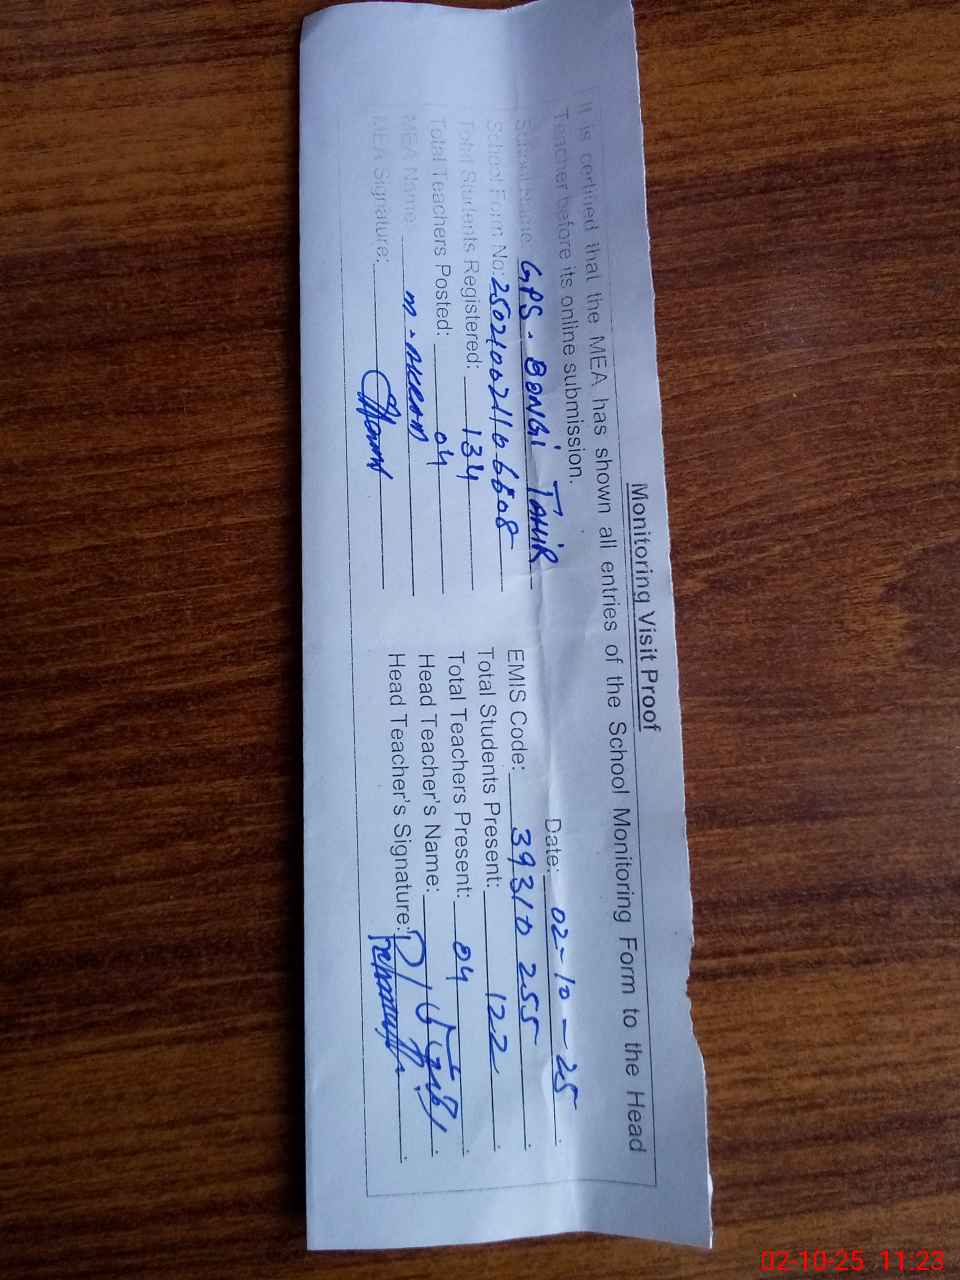 Monitoring Visit Proof
It is certified that the MEA has shown all entries of the School Monitoring Form to the Head
Teacher before its online submission.
Date: 02-10-25
School Name: GPS. BONGI TAHIR
EMIS Code: 39310255
School Form No: 2502100211066808
Total Students Present: 122
Total Students Registered: 134
Total Teachers Present: 04
Total Teachers Posted: 04
Head Teacher's Name:
MEA Name: M. AKRAM
Head Teacher's Signature:
MEA Signature:
02-10-25 11:23